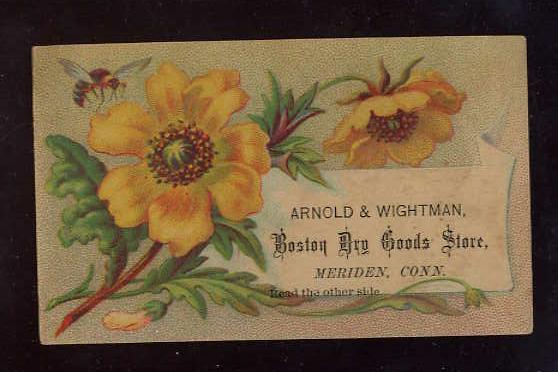 ARNOLD & WIGHTMAN,
Boston Dry Goods Store,
MERIDEN, CONN.
Read the other side.